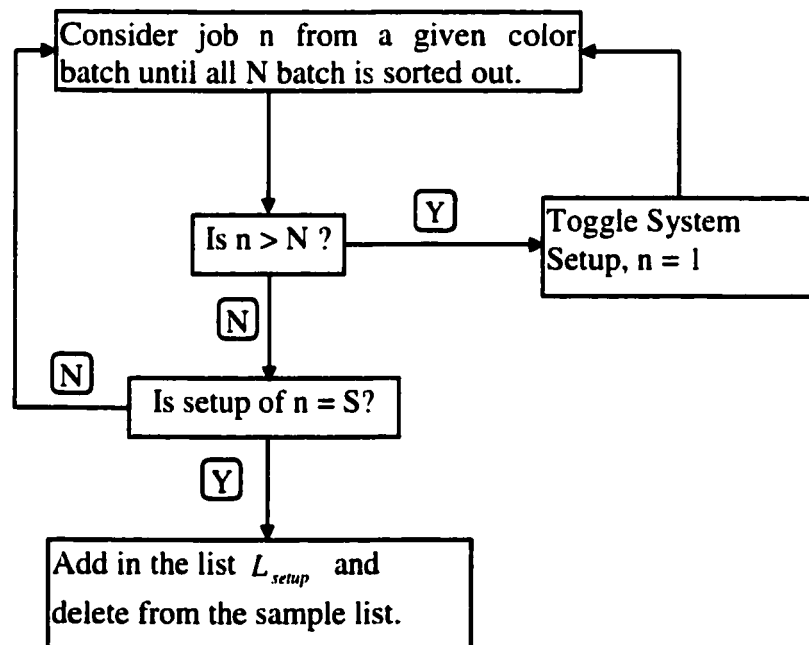 Consider job n from a given color
batch until all N batch is sorted out.
Is n > N ?
Y
Toggle System
Setup, n = 1
N
N
Is setup of n = S?
Y
Add in the list L_setup and
delete from the sample list.